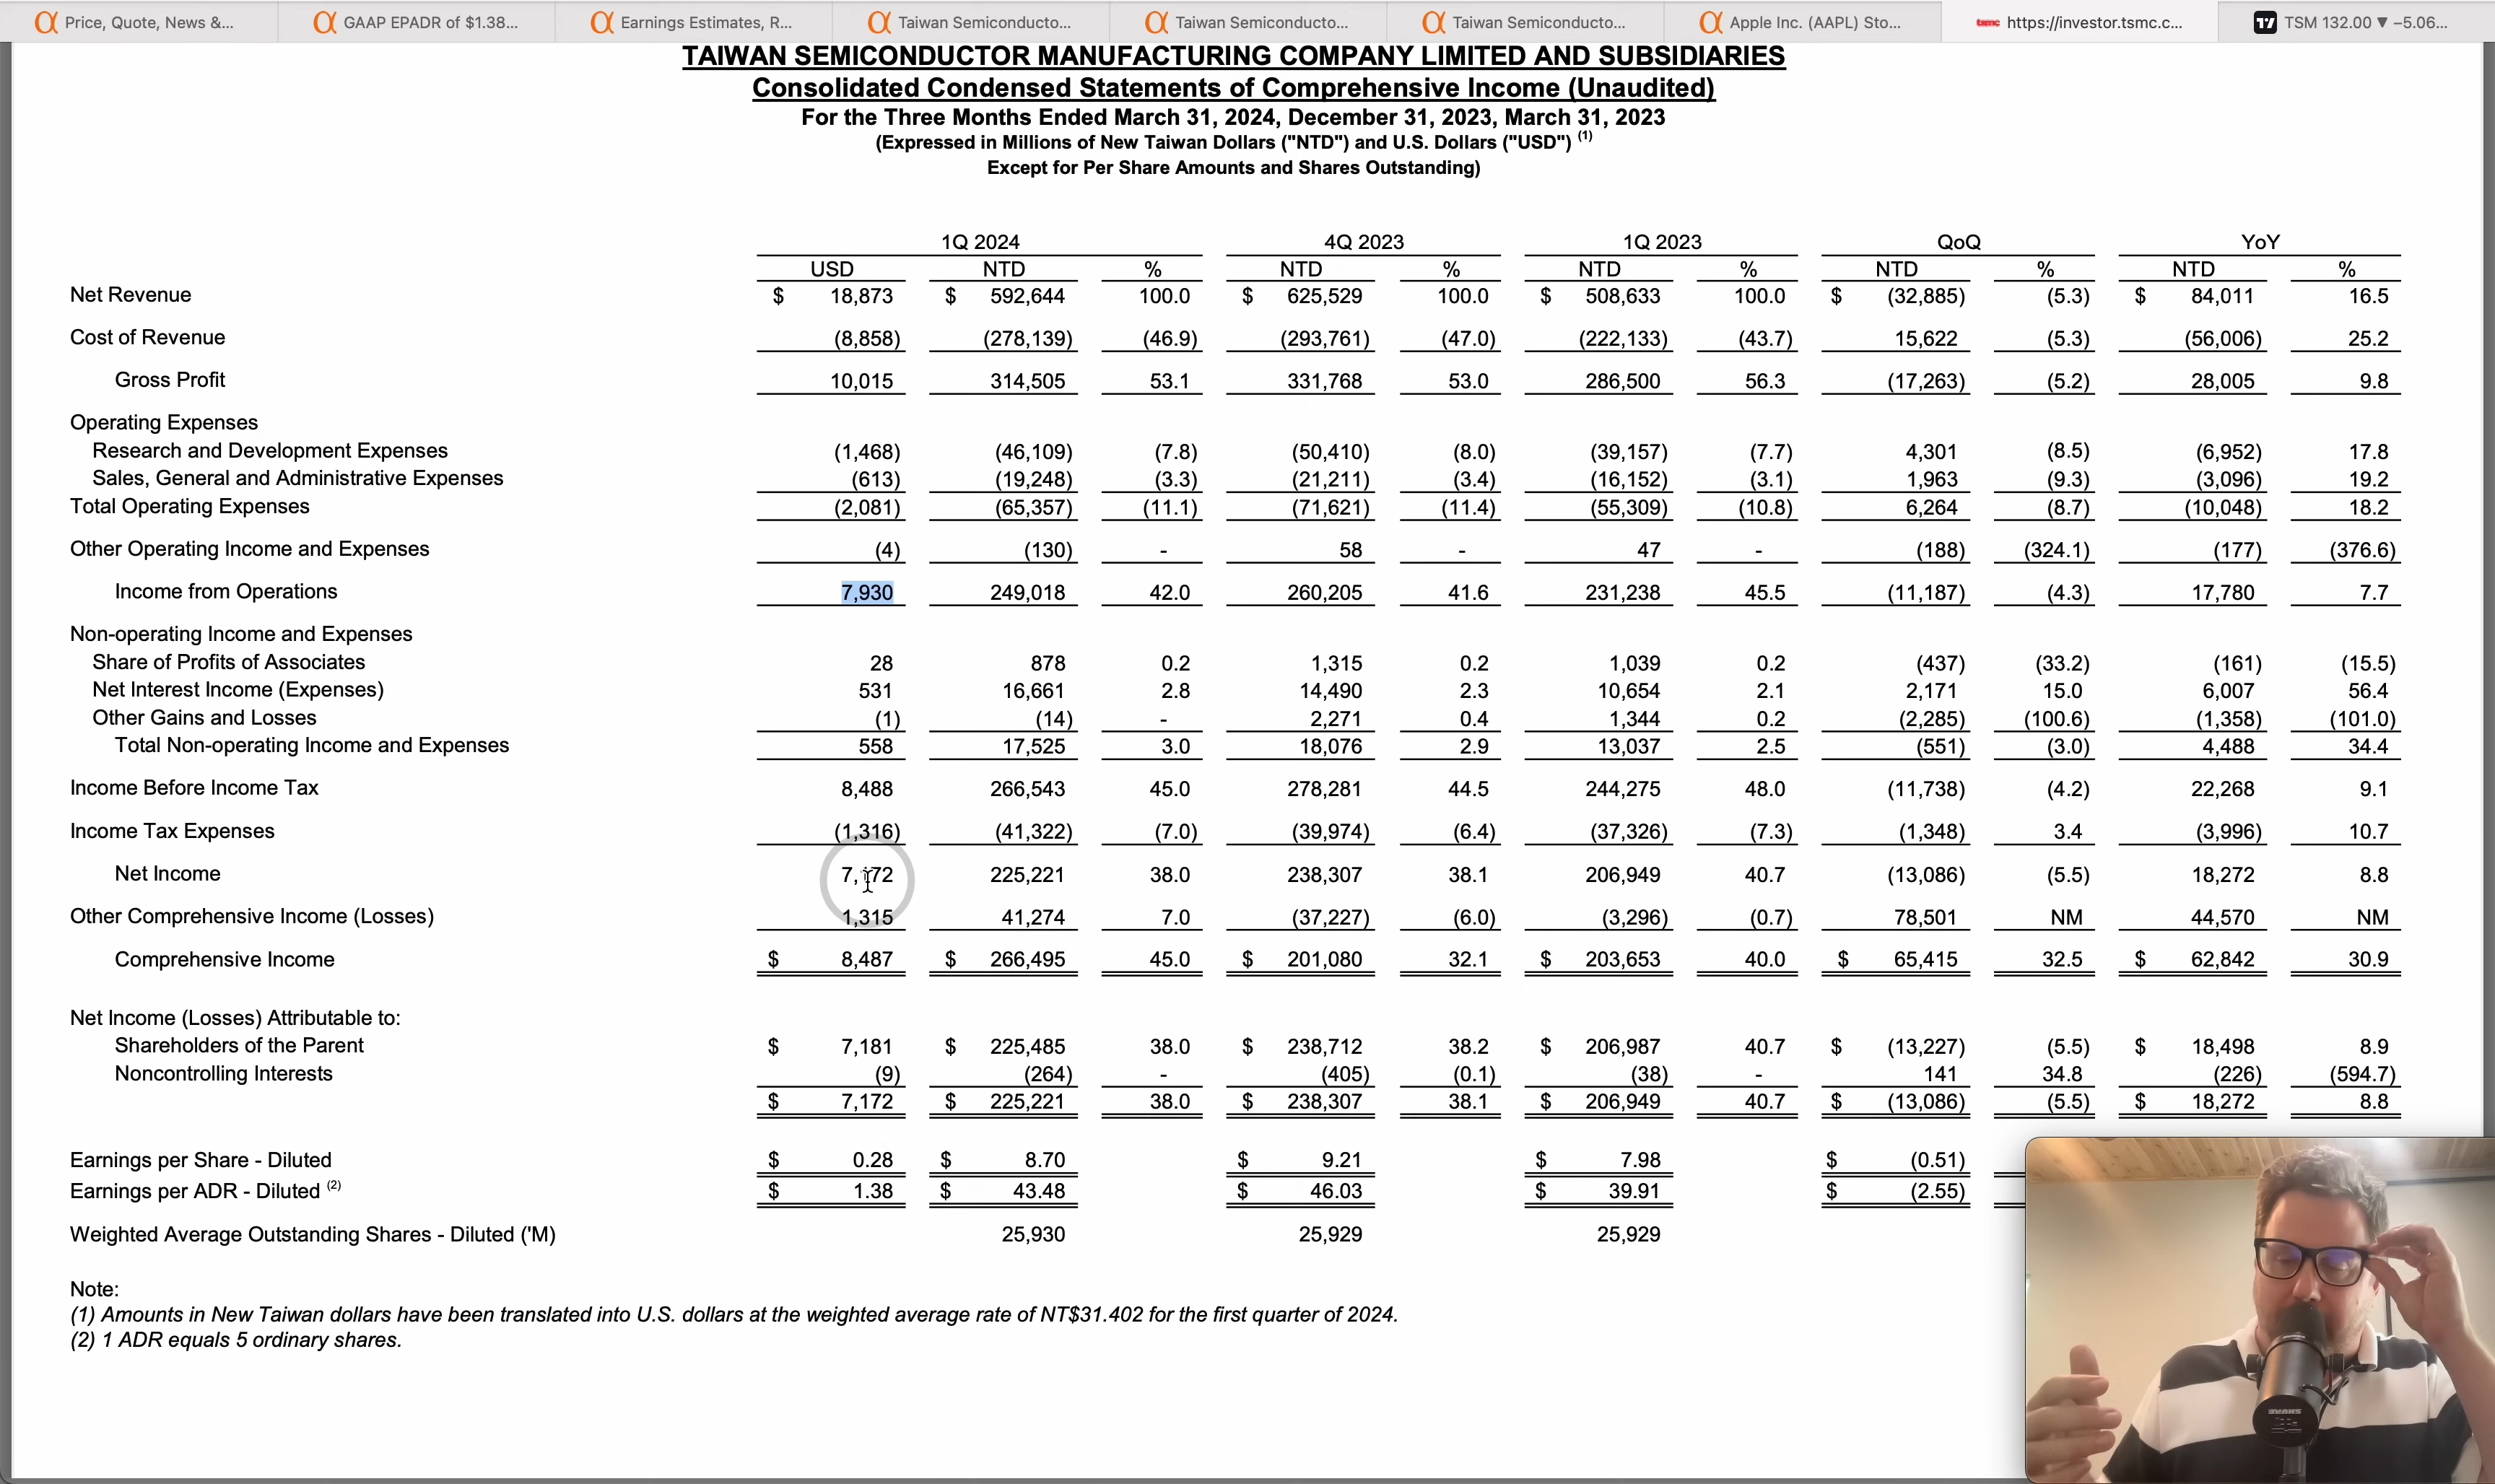 Price, Quote, News &... GAAP EPADR of $1.38... Earnings Estimates, R... Taiwan Semiconducto... Taiwan Semiconducto... Taiwan Semiconducto... Apple Inc. (AAPL) Sto... tsmc https://investor.tsmc.c... TSM 132.00 ▼ −5.06...
TAIWAN SEMICONDUCTOR MANUFACTURING COMPANY LIMITED AND SUBSIDIARIES
Consolidated Condensed Statements of Comprehensive Income (Unaudited)
For the Three Months Ended March 31, 2024, December 31, 2023, March 31, 2023
(Expressed in Millions of New Taiwan Dollars ("NTD") and U.S. Dollars ("USD") (1)
Except for Per Share Amounts and Shares Outstanding)
1Q 2024 4Q 2023 1Q 2023 QoQ YoY
USD NTD % NTD % NTD % NTD % NTD %
Net Revenue $ 18,873 $ 592,644 100.0 $ 625,529 100.0 $ 508,633 100.0 $ (32,885) (5.3) $ 84,011 16.5
Cost of Revenue (8,858) (278,139) (46.9) (293,761) (47.0) (222,133) (43.7) 15,622 (5.3) (56,006) 25.2
Gross Profit 10,015 314,505 53.1 331,768 53.0 286,500 56.3 (17,263) (5.2) 28,005 9.8
Operating Expenses
Research and Development Expenses (1,468) (46,109) (7.8) (50,410) (8.0) (39,157) (7.7) 4,301 (8.5) (6,952) 17.8
Sales, General and Administrative Expenses (613) (19,248) (3.3) (21,211) (3.4) (16,152) (3.1) 1,963 (9.3) (3,096) 19.2
Total Operating Expenses (2,081) (65,357) (11.1) (71,621) (11.4) (55,309) (10.8) 6,264 (8.7) (10,048) 18.2
Other Operating Income and Expenses (4) (130) - 58 - 47 - (188) (324.1) (177) (376.6)
Income from Operations 7,930 249,018 42.0 260,205 41.6 231,238 45.5 (11,187) (4.3) 17,780 7.7
Non-operating Income and Expenses
Share of Profits of Associates 28 878 0.2 1,315 0.2 1,039 0.2 (437) (33.2) (161) (15.5)
Net Interest Income (Expenses) 531 16,661 2.8 14,490 2.3 10,654 2.1 2,171 15.0 6,007 56.4
Other Gains and Losses (1) (14) - 2,271 0.4 1,344 0.2 (2,285) (100.6) (1,358) (101.0)
Total Non-operating Income and Expenses 558 17,525 3.0 18,076 2.9 13,037 2.5 (551) (3.0) 4,488 34.4
Income Before Income Tax 8,488 266,543 45.0 278,281 44.5 244,275 48.0 (11,738) (4.2) 22,268 9.1
Income Tax Expenses (1,316) (41,322) (7.0) (39,974) (6.4) (37,326) (7.3) (1,348) 3.4 (3,996) 10.7
Net Income 7,172 225,221 38.0 238,307 38.1 206,949 40.7 (13,086) (5.5) 18,272 8.8
Other Comprehensive Income (Losses) 1,315 41,274 7.0 (37,227) (6.0) (3,296) (0.7) 78,501 NM 44,570 NM
Comprehensive Income $ 8,487 $ 266,495 45.0 $ 201,080 32.1 $ 203,653 40.0 $ 65,415 32.5 $ 62,842 30.9
Net Income (Losses) Attributable to:
Shareholders of the Parent $ 7,181 $ 225,485 38.0 $ 238,712 38.2 $ 206,987 40.7 $ (13,227) (5.5) $ 18,498 8.9
Noncontrolling Interests (9) (264) - (405) (0.1) (38) - 141 34.8 (226) (594.7)
$ 7,172 $ 225,221 38.0 $ 238,307 38.1 $ 206,949 40.7 $ (13,086) (5.5) $ 18,272 8.8
Earnings per Share - Diluted $ 0.28 $ 8.70 $ 9.21 $ 7.98 $ (0.51)
Earnings per ADR - Diluted (2) $ 1.38 $ 43.48 $ 46.03 $ 39.91 $ (2.55)
Weighted Average Outstanding Shares - Diluted ('M) 25,930 25,929 25,929
Note:
(1) Amounts in New Taiwan dollars have been translated into U.S. dollars at the weighted average rate of NT$31.402 for the first quarter of 2024.
(2) 1 ADR equals 5 ordinary shares.
SHURE